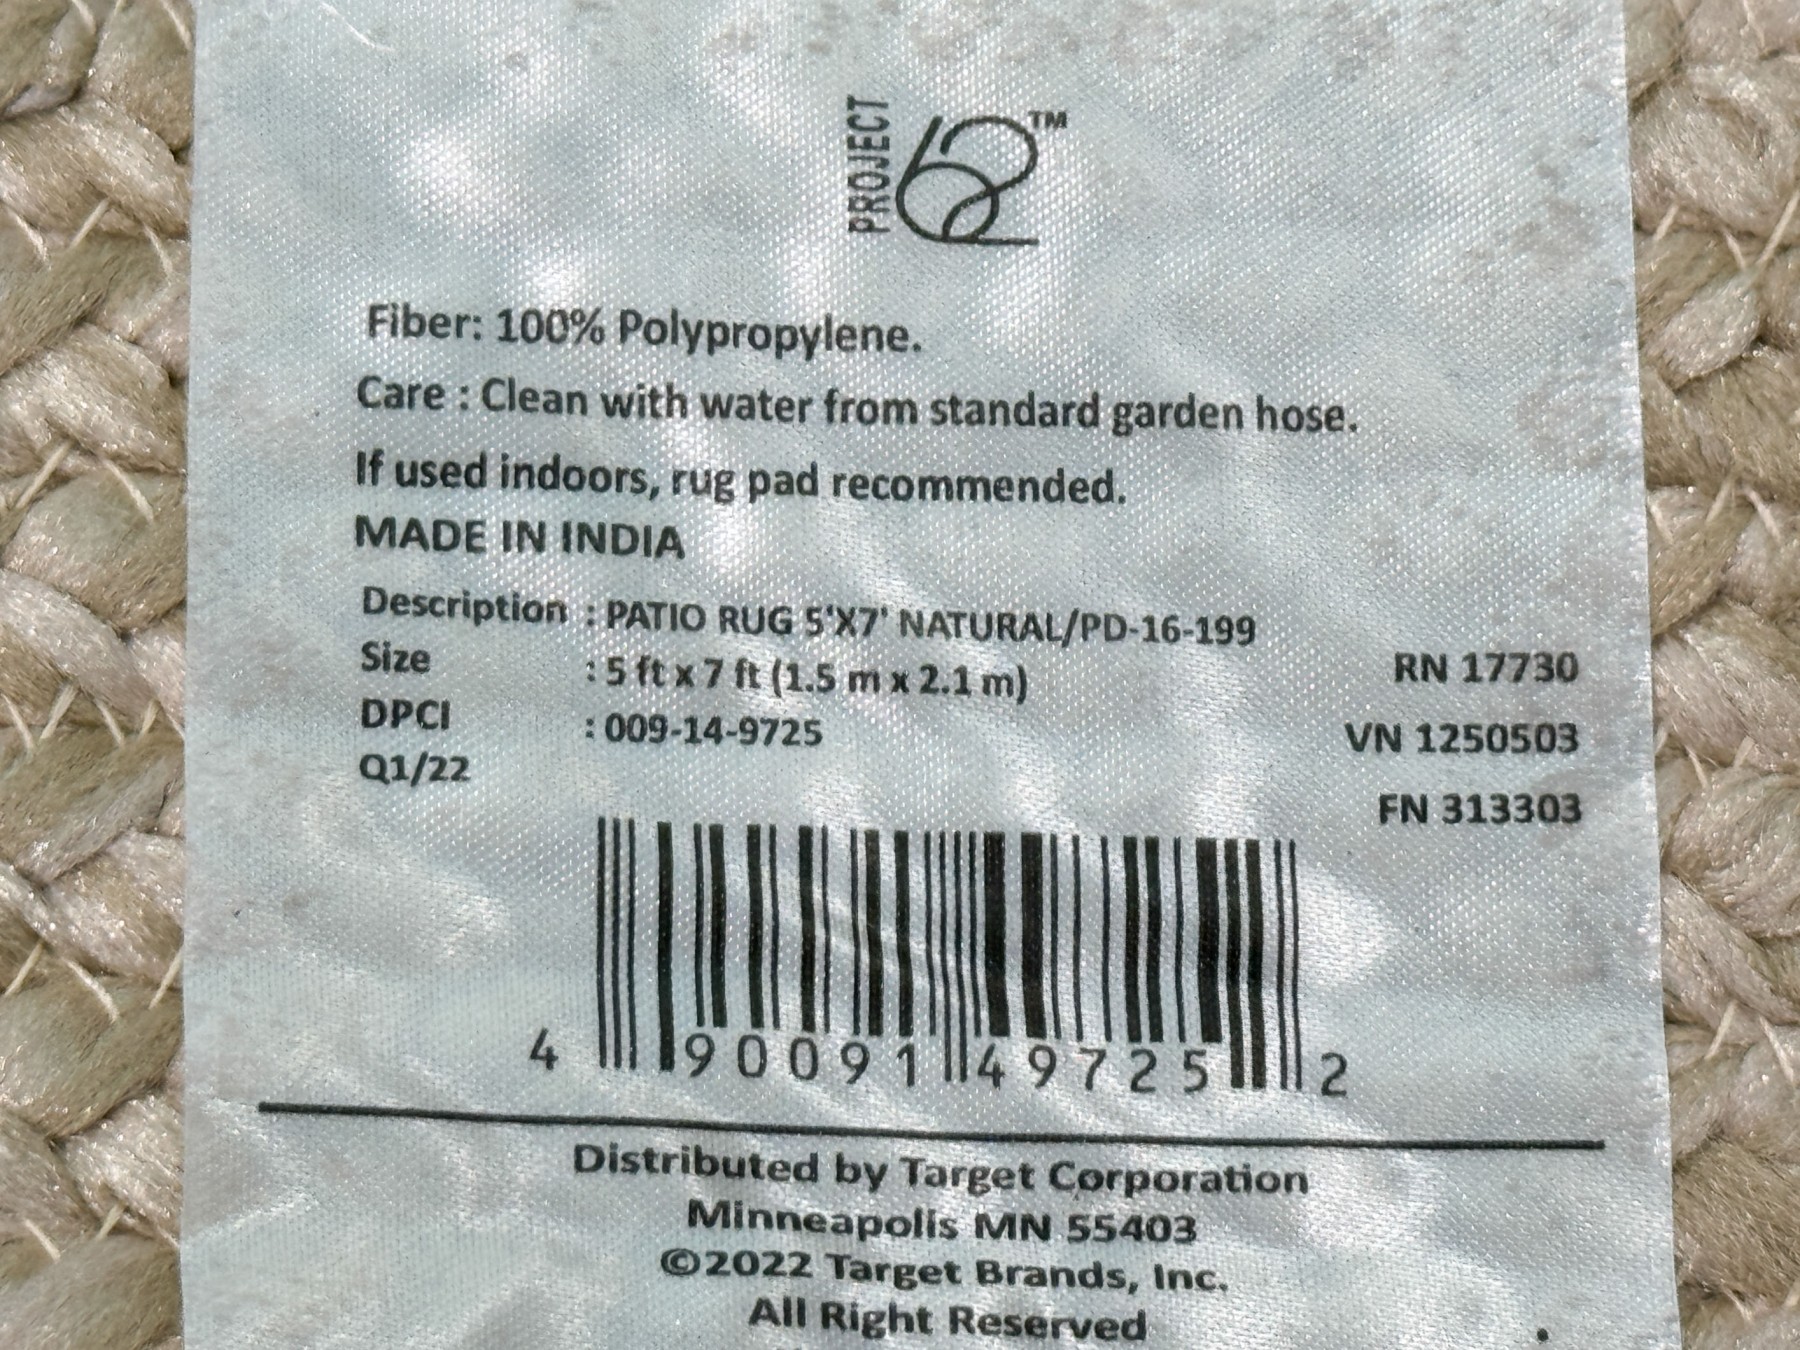 PROJECT 62™
Fiber: 100% Polypropylene.
Care : Clean with water from standard garden hose.
If used indoors, rug pad recommended.
MADE IN INDIA
Description : PATIO RUG 5'X7' NATURAL/PD-16-199
Size : 5 ft x 7 ft (1.5 m x 2.1 m)
RN 17730
DPCI : 009-14-9725
VN 1250503
Q1/22
FN 313303
4 90091 49725 2
Distributed by Target Corporation
Minneapolis MN 55403
©2022 Target Brands, Inc.
All Right Reserved